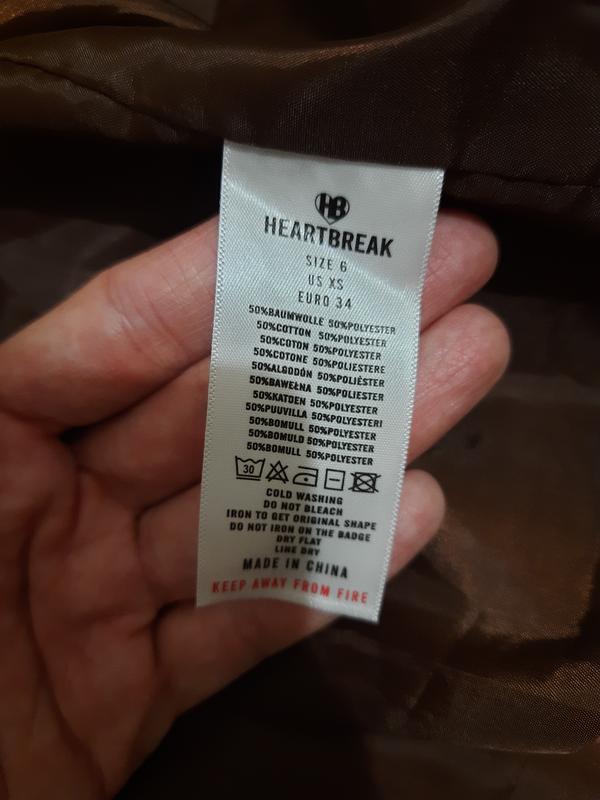 HB
HEARTBREAK
SIZE 6
US XS
EURO 34
50%BAUMWOLLE 50%POLYESTER
50%COTTON 50%POLYESTER
50%COTON 50%POLYESTER
50%COTONE 50%POLIESTERE
50%ALGODÓN 50%POLIÉSTER
50%BAWEŁNA 50%POLIESTER
50%KATOEN 50%POLYESTER
50%PUUVILLA 50%POLYESTERI
50%BOMULL 50%POLYESTER
50%BOMULD 50%POLYESTER
50%BOMULL 50%POLYESTER
30
COLD WASHING
DO NOT BLEACH
IRON TO GET ORIGINAL SHAPE
DO NOT IRON ON THE BADGE
DRY FLAT
LINE DRY
MADE IN CHINA
KEEP AWAY FROM FIRE